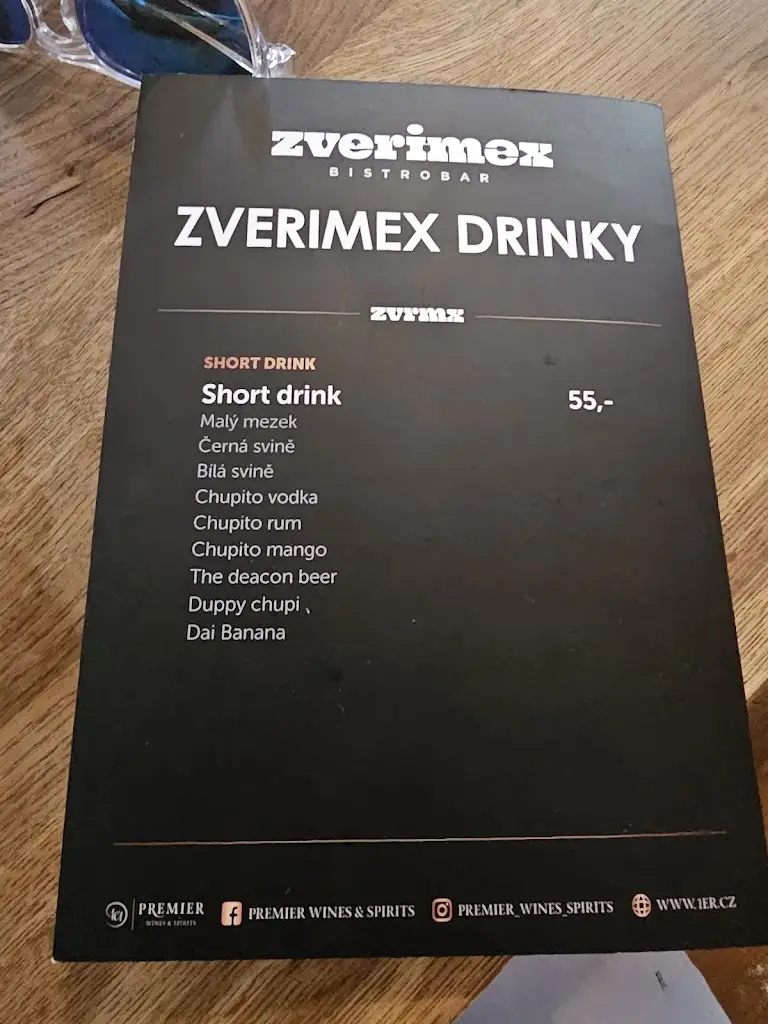 zverimex
BISTROBAR
ZVERIMEX DRINKY
zvrmx
SHORT DRINK
Short drink 55,-
Malý mezek
Černá svině
Bílá svině
Chupito vodka
Chupito rum
Chupito mango
The deacon beer
Duppy chupi
Dai Banana
1er PREMIER WINES & SPIRITS PREMIER WINES & SPIRITS PREMIER_WINES_SPIRITS WWW.1ER.CZ